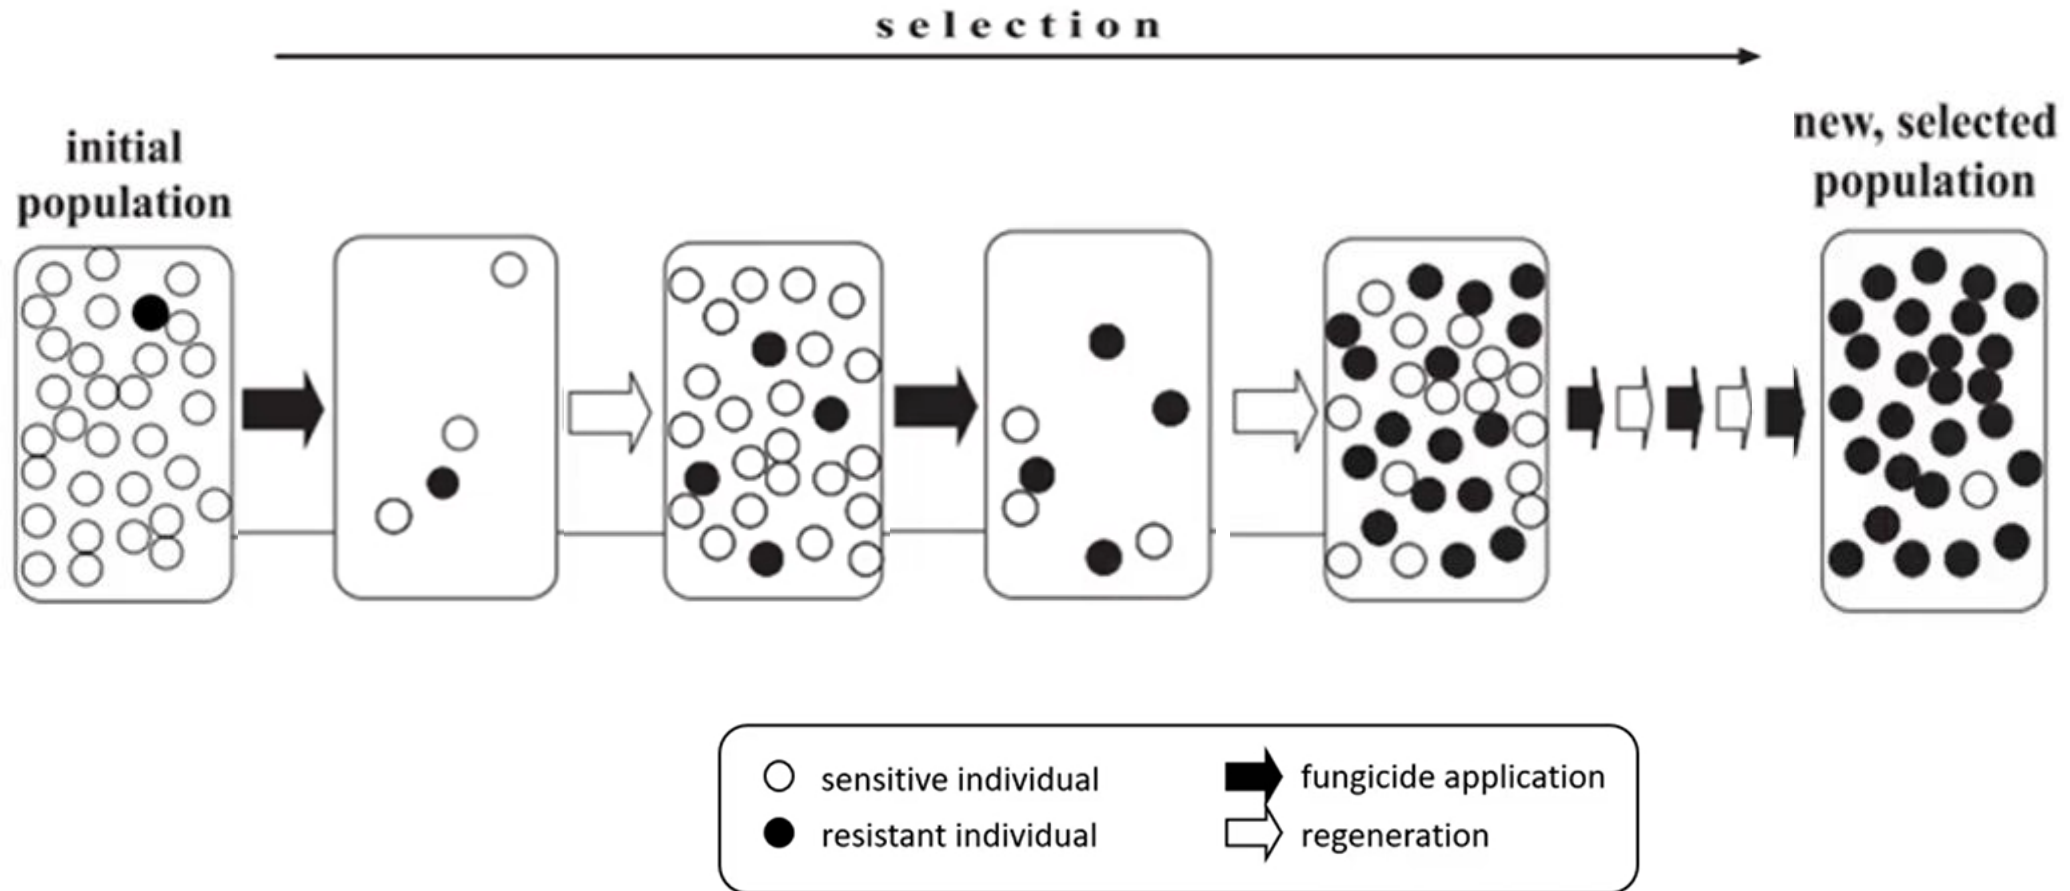 selection
initial
population
new, selected
population
sensitive individual
fungicide application
resistant individual
regeneration